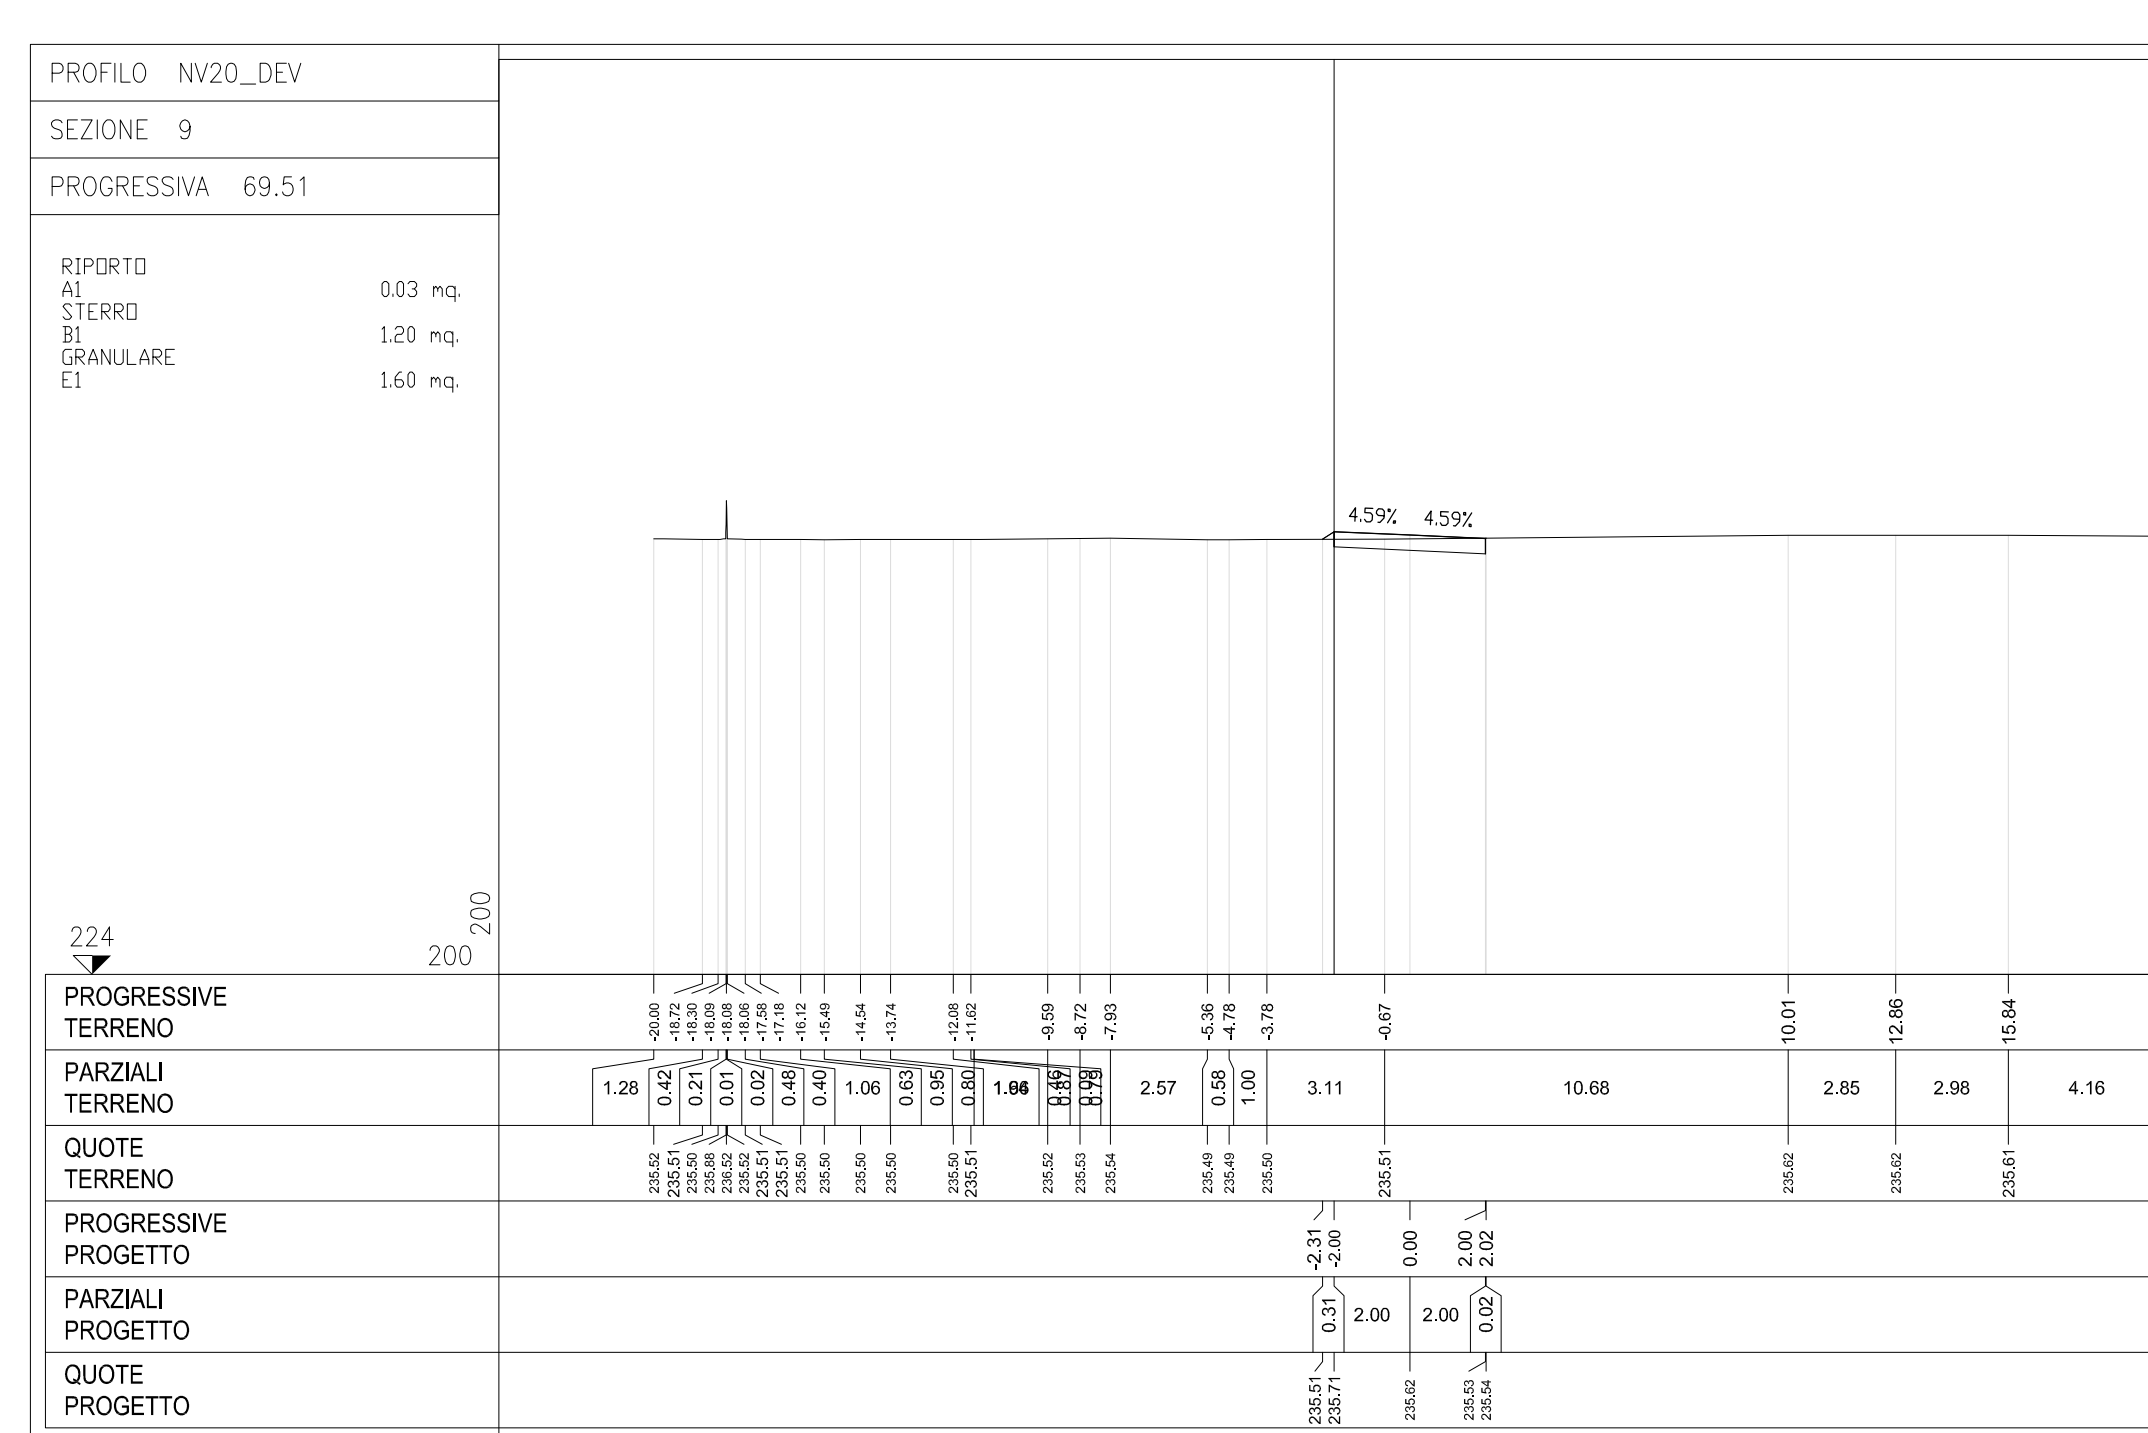 PROFILO NV20_DEV
SEZIONE 9
PROGRESSIVA 69.51
RIPORTO
A1 0.03 mq.
STERRO
B1 1.20 mq.
GRANULARE
E1 1.60 mq.
4.59% 4.59%
224
200
200
PROGRESSIVE
TERRENO
-20.00 -18.72 -18.30 -18.09 -18.08 -18.06 -17.58 -17.18 -16.12 -15.49 -14.54 -13.74 -12.08 -11.62 -9.59 -8.72 -7.93 -5.36 -4.78 -3.78 -0.67 10.01 12.86 15.84
PARZIALI
TERRENO
1.28 0.42 0.21 0.01 0.02 0.48 0.40 1.06 0.63 0.95 0.80 0.46 0.87 0.09 0.79 2.57 0.58 1.00 3.11 10.68 2.85 2.98 4.16
QUOTE
TERRENO
235.52 235.51 235.50 235.88 236.52 235.52 235.51 235.51 235.50 235.50 235.50 235.50 235.50 235.51 235.52 235.53 235.54 235.49 235.49 235.50 235.51 235.62 235.62 235.61
PROGRESSIVE
PROGETTO
-2.31 -2.00 0.00 2.00 2.02
PARZIALI
PROGETTO
0.31 2.00 2.00 0.02
QUOTE
PROGETTO
235.51 235.71 235.62 235.53 235.54